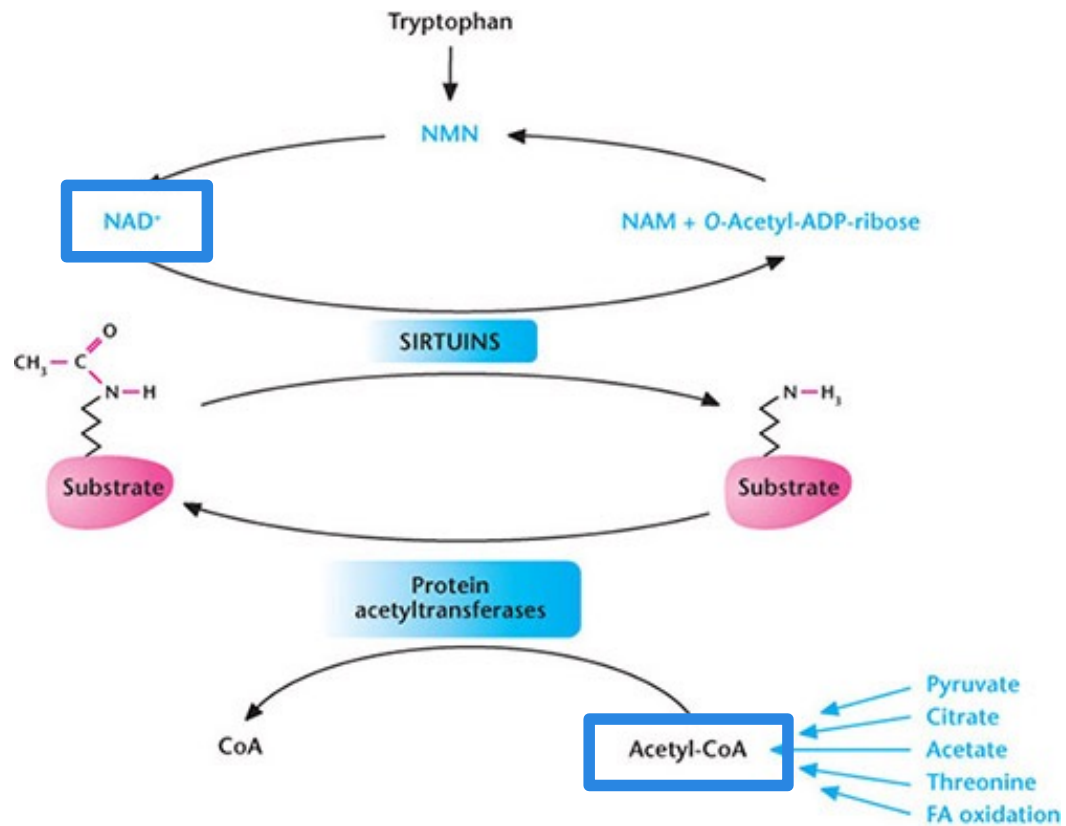 Tryptophan
NMN
NAD⁺
NAM + O-Acetyl-ADP-ribose
SIRTUINS
O
CH₃ C
N H
N H₃
Substrate
Substrate
Protein
acetyltransferases
Pyruvate
Citrate
CoA
Acetyl-CoA
Acetate
Threonine
FA oxidation